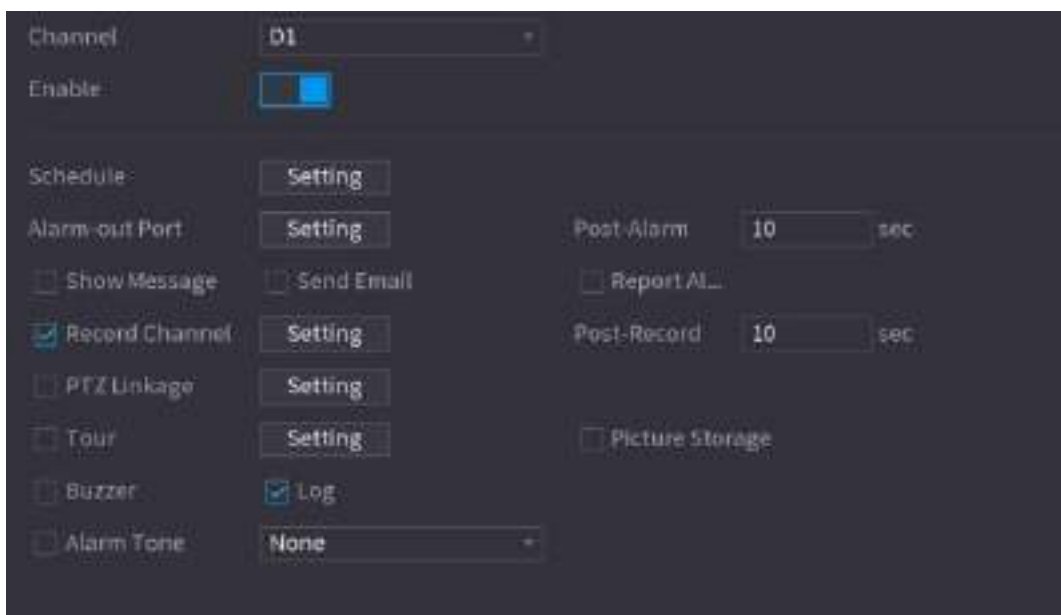 Channel D1
Enable
Schedule Setting
Alarm-out Port Setting Post-Alarm 10 sec
Show Message Send Email Report Al...
Record Channel Setting Post-Record 10 sec
PTZ Linkage Setting
Tour Setting Picture Storage
Buzzer Log
Alarm Tone None